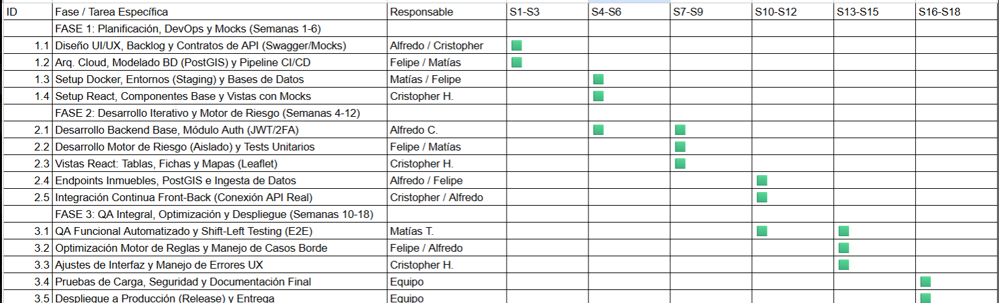 ID Fase / Tarea Específica Responsable S1-S3 S4-S6 S7-S9 S10-S12 S13-S15 S16-S18
FASE 1: Planificación, DevOps y Mocks (Semanas 1-6)
1.1 Diseño UI/UX, Backlog y Contratos de API (Swagger/Mocks) Alfredo / Cristopher
1.2 Arq. Cloud, Modelado BD (PostGIS) y Pipeline CI/CD Felipe / Matías
1.3 Setup Docker, Entornos (Staging) y Bases de Datos Matías / Felipe
1.4 Setup React, Componentes Base y Vistas con Mocks Cristopher H.
FASE 2: Desarrollo Iterativo y Motor de Riesgo (Semanas 4-12)
2.1 Desarrollo Backend Base, Módulo Auth (JWT/2FA) Alfredo C.
2.2 Desarrollo Motor de Riesgo (Aislado) y Tests Unitarios Felipe / Matías
2.3 Vistas React: Tablas, Fichas y Mapas (Leaflet) Cristopher H.
2.4 Endpoints Inmuebles, PostGIS e Ingesta de Datos Alfredo / Felipe
2.5 Integración Continua Front-Back (Conexión API Real) Cristopher / Alfredo
FASE 3: QA Integral, Optimización y Despliegue (Semanas 10-18)
3.1 QA Funcional Automatizado y Shift-Left Testing (E2E) Matías T.
3.2 Optimización Motor de Reglas y Manejo de Casos Borde Felipe / Alfredo
3.3 Ajustes de Interfaz y Manejo de Errores UX Cristopher H.
3.4 Pruebas de Carga, Seguridad y Documentación Final Equipo
3.5 Despliegue a Producción (Release) y Entrega Equipo